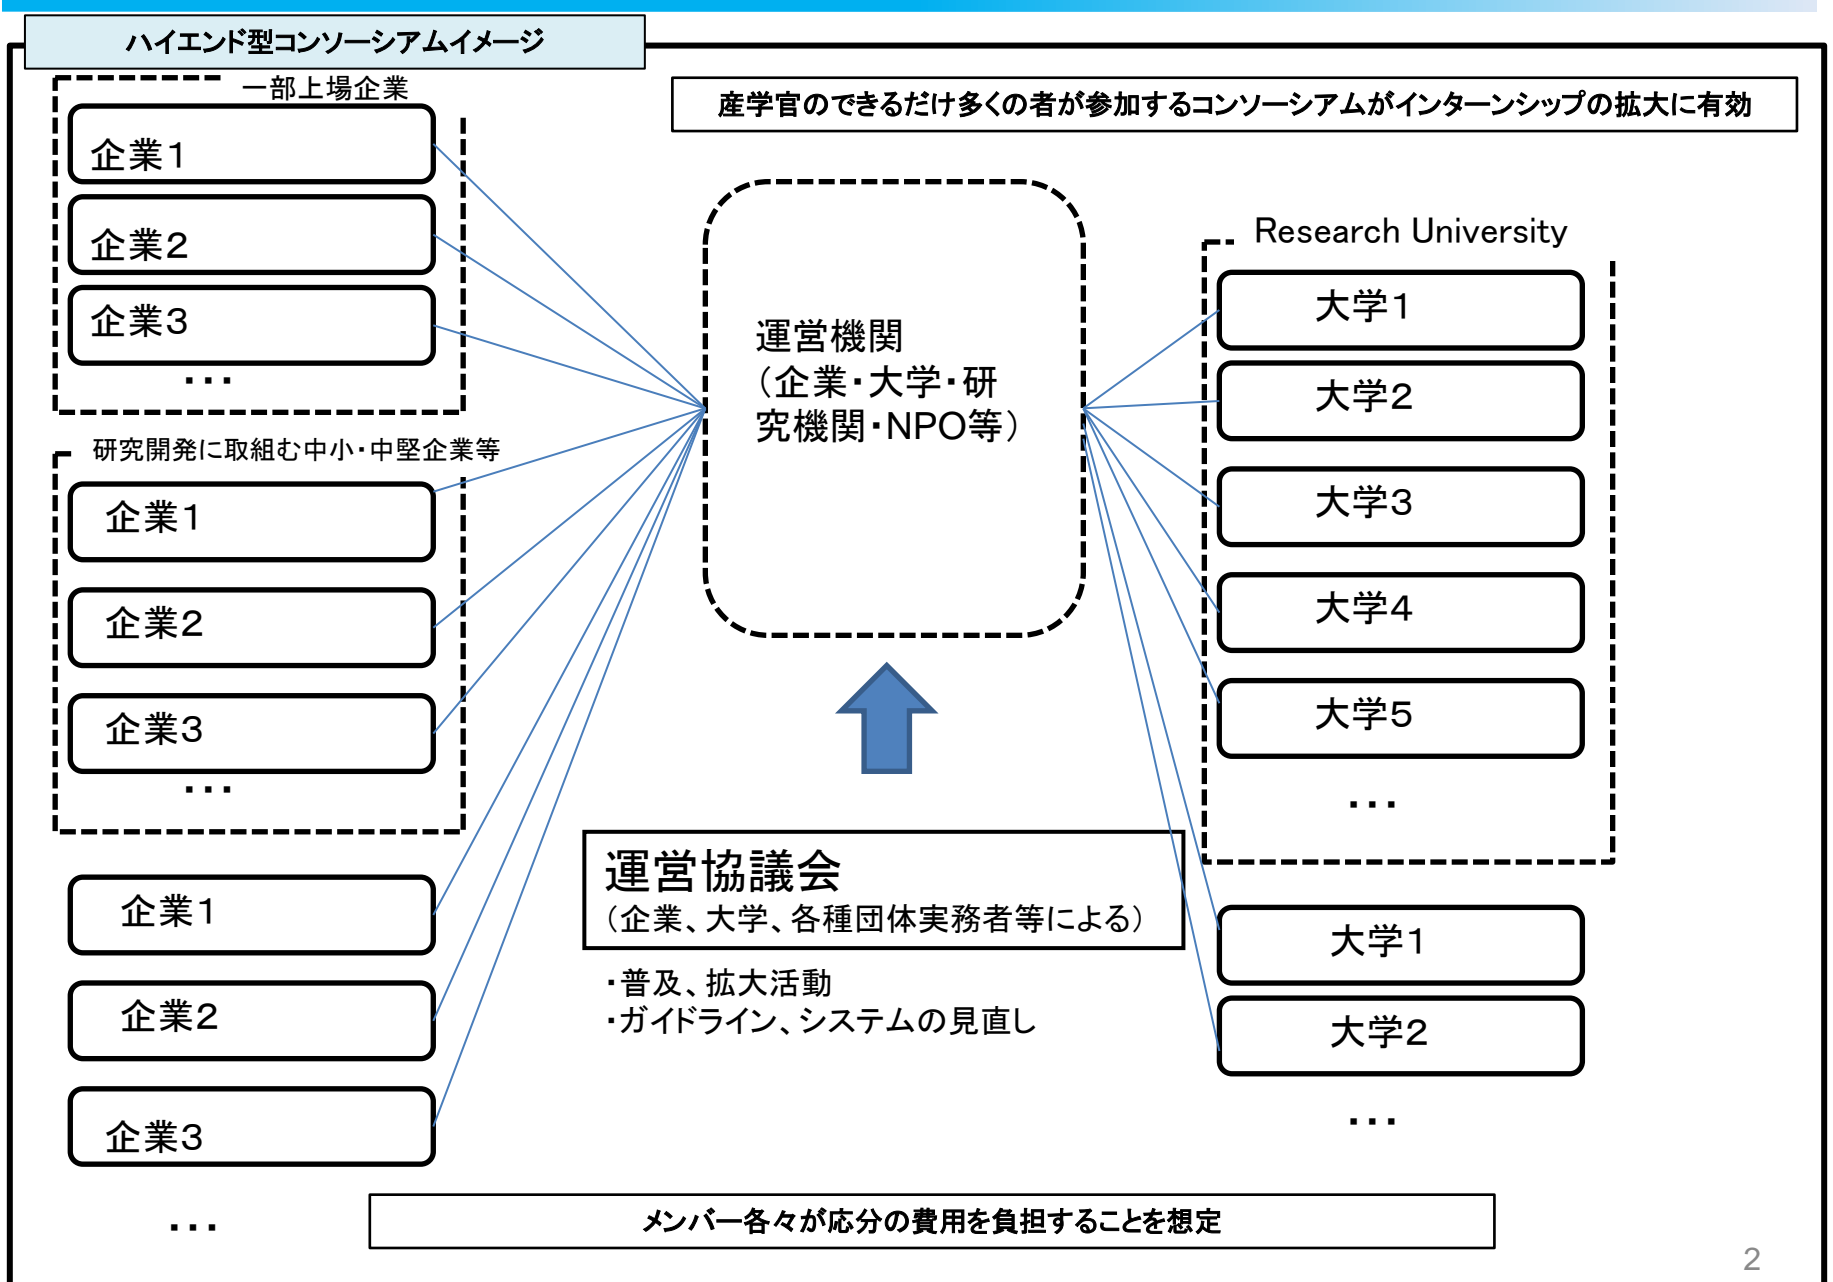 ハイエンド型コンソーシアムイメージ
産学官のできるだけ多くの者が参加するコンソーシアムがインターンシップの拡大に有効
一部上場企業
企業1
企業2
企業3
・・・
研究開発に取組む中小・中堅企業等
企業1
企業2
企業3
・・・
企業1
企業2
企業3
・・・
運営機関
（企業・大学・研
究機関・NPO等）
運営協議会
（企業、大学、各種団体実務者等による）
・普及、拡大活動
・ガイドライン、システムの見直し
Research University
大学1
大学2
大学3
大学4
大学5
・・・
大学1
大学2
・・・
メンバー各々が応分の費用を負担することを想定
2